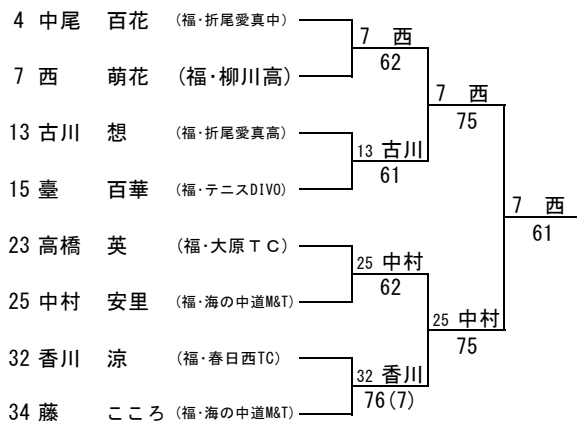 4 中尾 百花 (福・折尾愛真中)
7 西
62
7 西 萌花 (福・柳川高)
7 西
75
13 古川 想 (福・折尾愛真高)
13 古川
61
15 臺 百華 (福・テニスDIVO)
7 西
61
23 高橋 英 (福・大原TC)
25 中村
62
25 中村 安里 (福・海の中道M&T)
25 中村
75
32 香川 涼 (福・春日西TC)
32 香川
76(7)
34 藤 こころ (福・海の中道M&T)